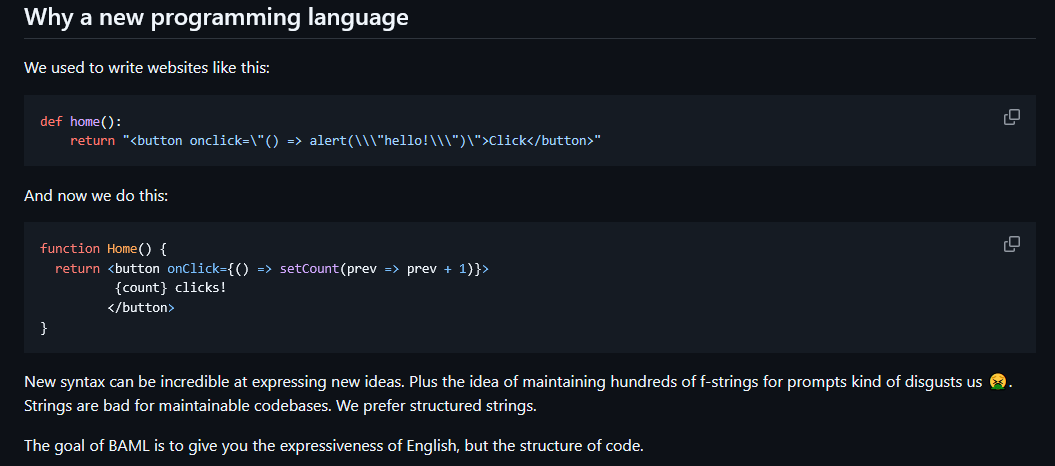 Why a new programming language
We used to write websites like this:
def home():
    return "<button onclick=\"() => alert(\\\"hello!\\\")\">Click</button>"
And now we do this:
function Home() {
  return <button onClick={() => setCount(prev => prev + 1)}>
          {count} clicks!
         </button>
}
New syntax can be incredible at expressing new ideas. Plus the idea of maintaining hundreds of f-strings for prompts kind of disgusts us 🤮.
Strings are bad for maintainable codebases. We prefer structured strings.
The goal of BAML is to give you the expressiveness of English, but the structure of code.